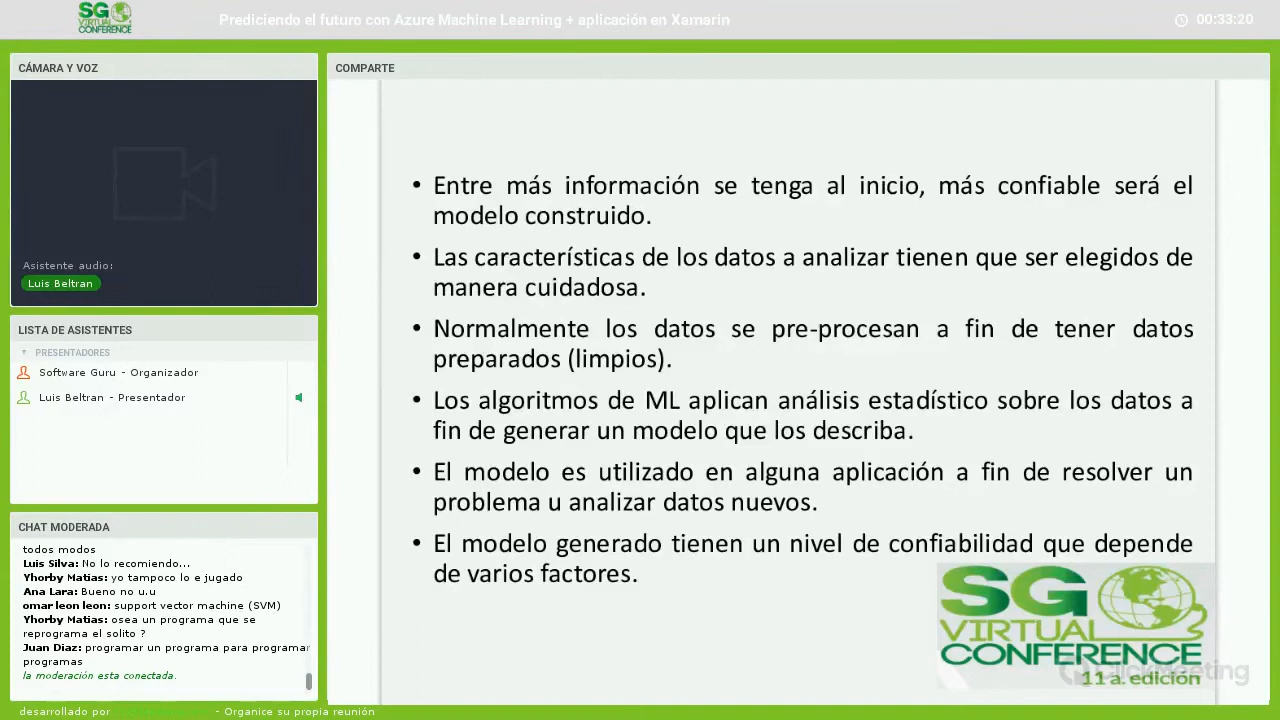 SG
VIRTUAL
CONFERENCE
Prediciendo el futuro con Azure Machine Learning + aplicación en Xamarin
00:33:20
CÁMARA Y VOZ
Asistente audio:
Luis Beltran
LISTA DE ASISTENTES
PRESENTADORES
Software Guru - Organizador
Luis Beltran - Presentador
CHAT MODERADA
todos modos
Luis Silva: No lo recomiendo...
Yhorby Matias: yo tampoco lo e jugado
Ana Lara: Bueno no u.u
omar leon leon: support vector machine (SVM)
Yhorby Matias: osea un programa que se
reprograma el solito ?
Juan Diaz: programar un programa para programar
programas
la moderación esta conectada.
desarrollado por
- Organice su propia reunión
COMPARTE
• Entre más información se tenga al inicio, más confiable será el
modelo construido.
• Las características de los datos a analizar tienen que ser elegidos de
manera cuidadosa.
• Normalmente los datos se pre-procesan a fin de tener datos
preparados (limpios).
• Los algoritmos de ML aplican análisis estadístico sobre los datos a
fin de generar un modelo que los describa.
• El modelo es utilizado en alguna aplicación a fin de resolver un
problema u analizar datos nuevos.
• El modelo generado tienen un nivel de confiabilidad que depende
de varios factores.
SG
VIRTUAL
CONFERENCE
ClickMeeting
11 a. edición